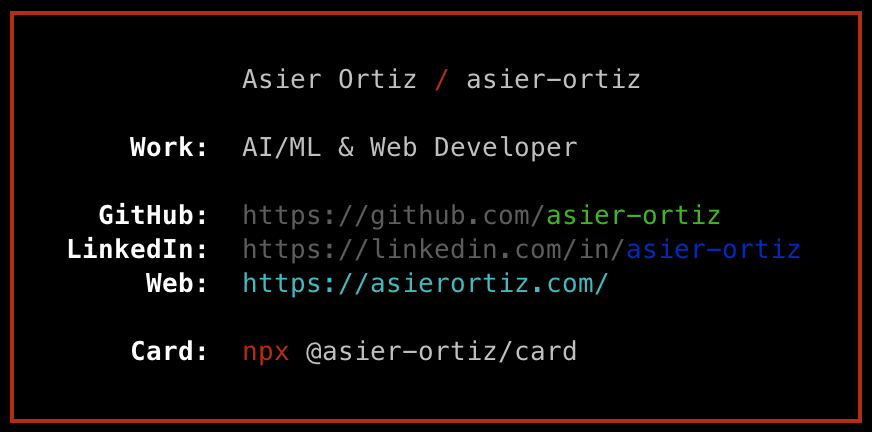 Asier Ortiz / asier-ortiz
Work: AI/ML & Web Developer
GitHub: https://github.com/asier-ortiz
LinkedIn: https://linkedin.com/in/asier-ortiz
Web: https://asierortiz.com/
Card: npx @asier-ortiz/card